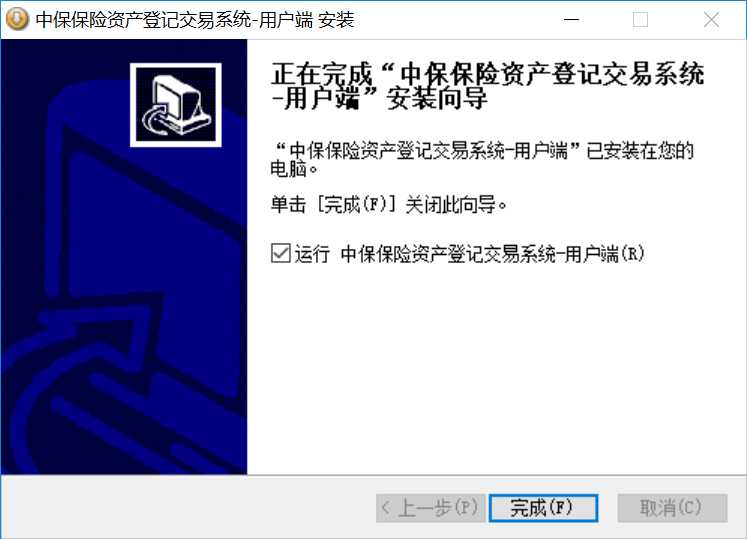 中保保险资产登记交易系统-用户端 安装
正在完成“中保保险资产登记交易系统
-用户端”安装向导
“中保保险资产登记交易系统-用户端”已安装在您的
电脑。
单击 [完成(F)] 关闭此向导。
运行 中保保险资产登记交易系统-用户端(R)
< 上一步(P)
完成(F)
取消(C)